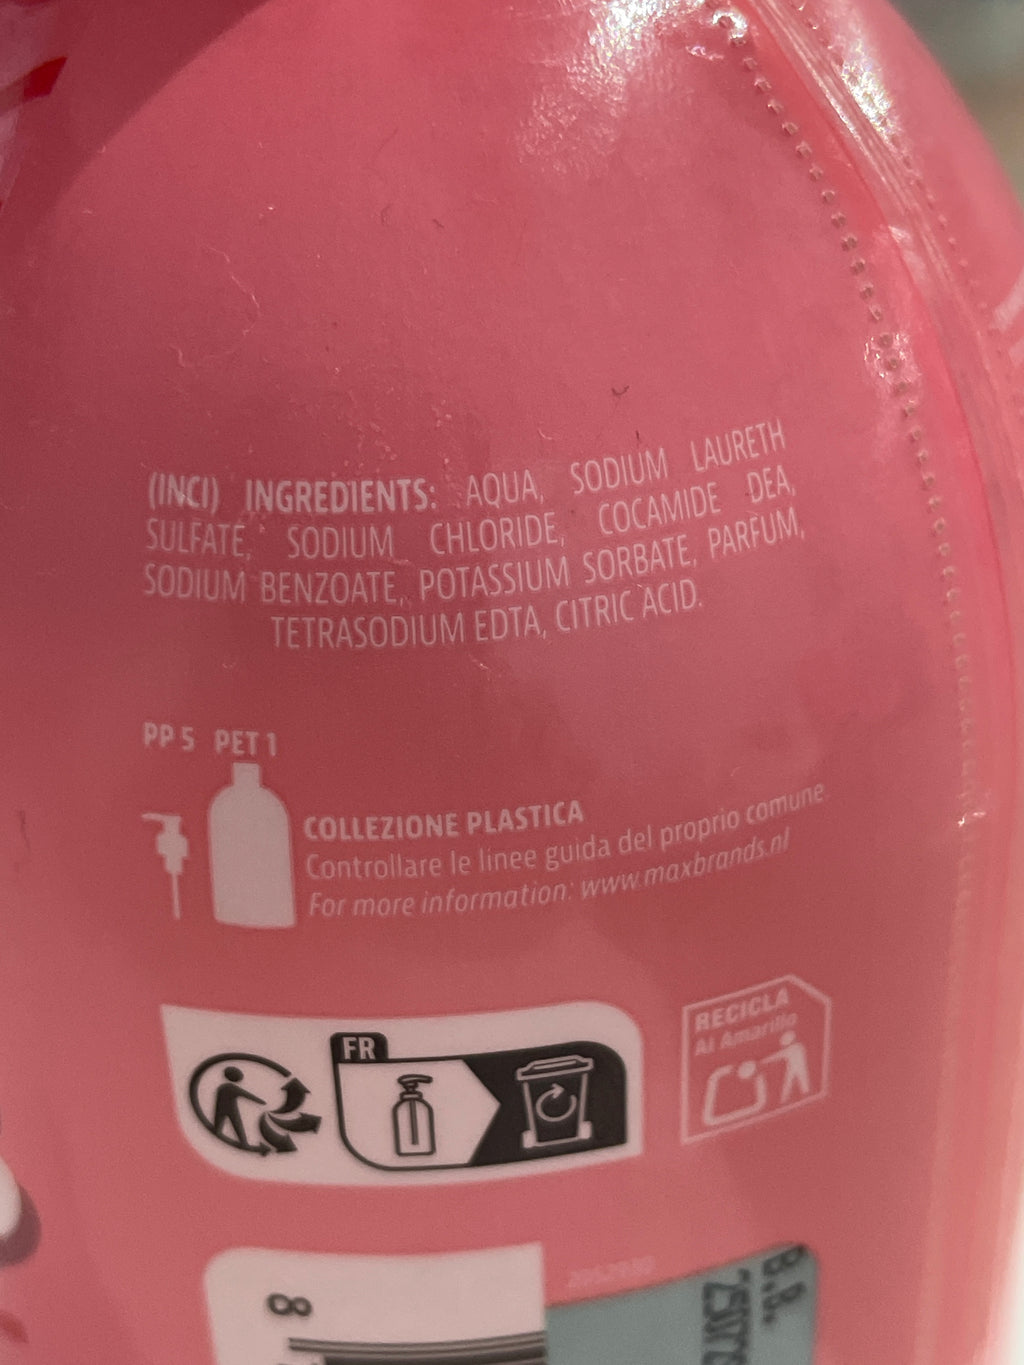 (INCI) INGREDIENTS: AQUA, SODIUM LAURETH
SULFATE, SODIUM CHLORIDE, COCAMIDE DEA,
SODIUM BENZOATE, POTASSIUM SORBATE, PARFUM,
TETRASODIUM EDTA, CITRIC ACID.
PP 5 PET 1
COLLEZIONE PLASTICA
Controllare le linee guida del proprio comune.
For more information: www.maxbrands.nl
FR
RECICLA
Al Amarillo
8